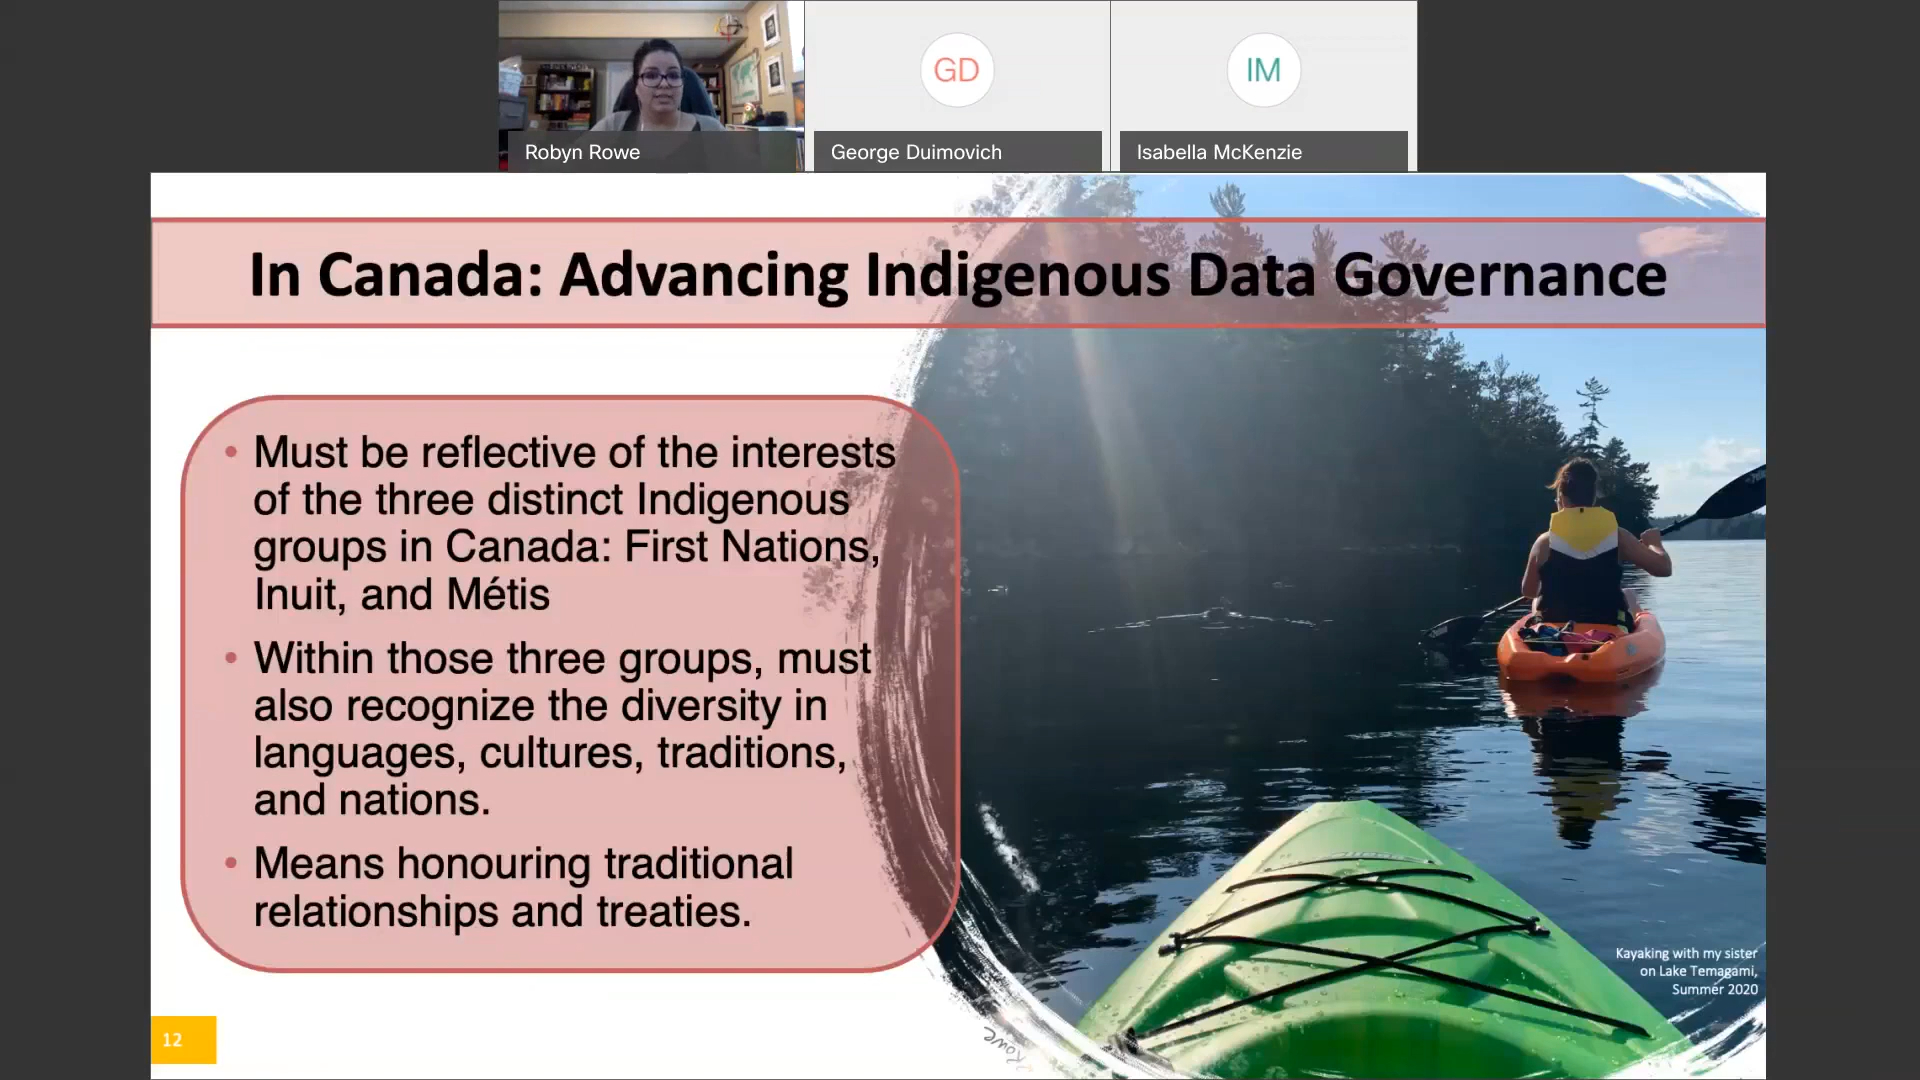 GD
IM
Robyn Rowe
George Duimovich
Isabella McKenzie
In Canada: Advancing Indigenous Data Governance
• Must be reflective of the interests
of the three distinct Indigenous
groups in Canada: First Nations,
Inuit, and Métis
• Within those three groups, must
also recognize the diversity in
languages, cultures, traditions,
and nations.
• Means honouring traditional
relationships and treaties.
Kayaking with my sister
on Lake Temagami,
Summer 2020
12
Rowe